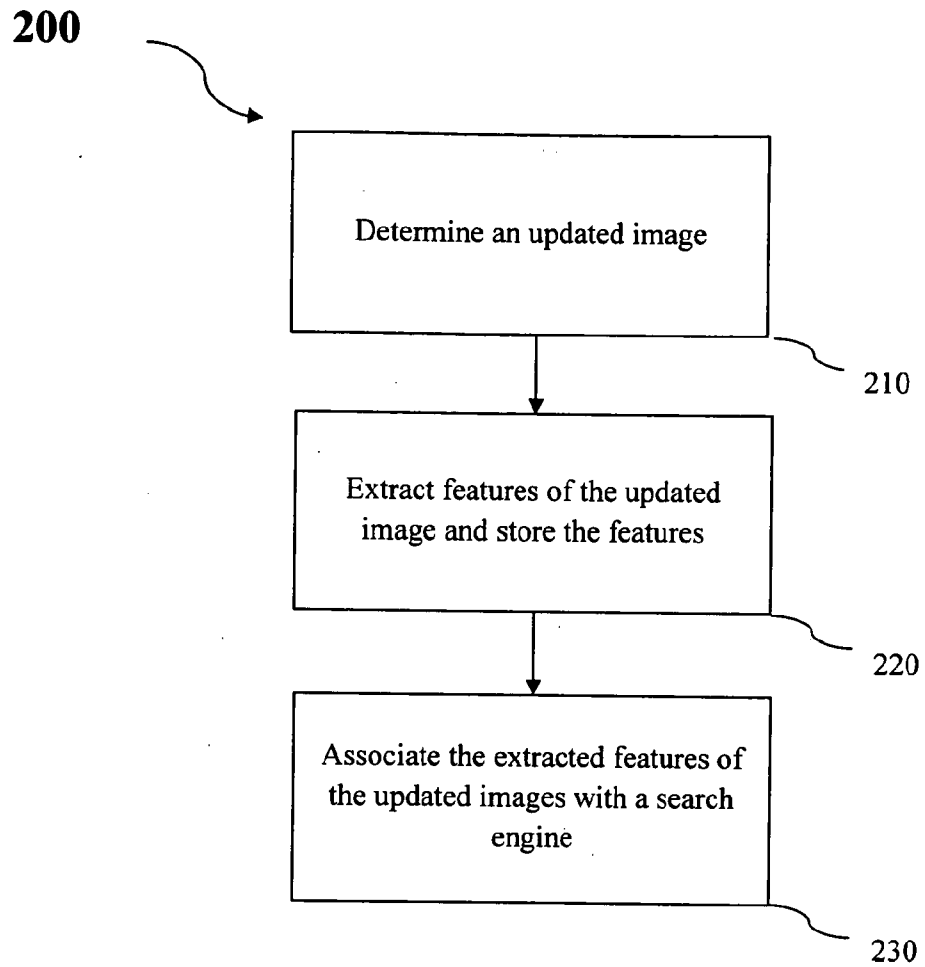 200
Determine an updated image
210
Extract features of the updated
image and store the features
220
Associate the extracted features of
the updated images with a search
engine
230